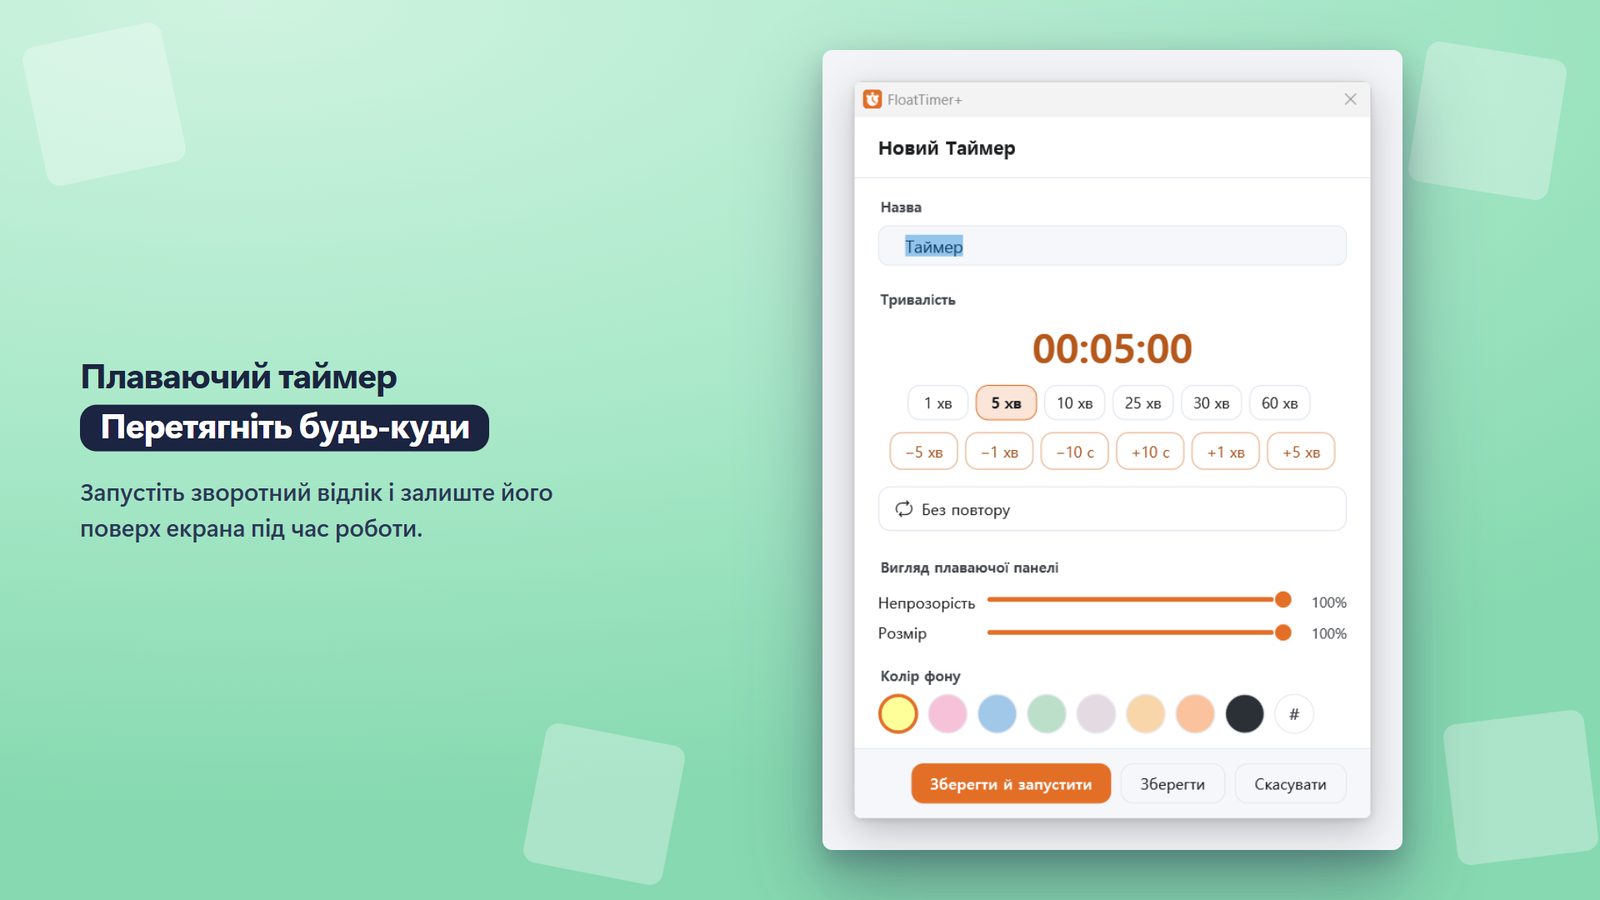 Плаваючий таймер
Перетягніть будь-куди
Запустіть зворотний відлік і залиште його
поверх екрана під час роботи.
FloatTimer+
Новий Таймер
Назва
Таймер
Тривалість
00:05:00
1 хв 5 хв 10 хв 25 хв 30 хв 60 хв
−5 хв −1 хв −10 с +10 с +1 хв +5 хв
Без повтору
Вигляд плаваючої панелі
Непрозорість 100%
Розмір 100%
Колір фону
#
Зберегти й запустити Зберегти Скасувати